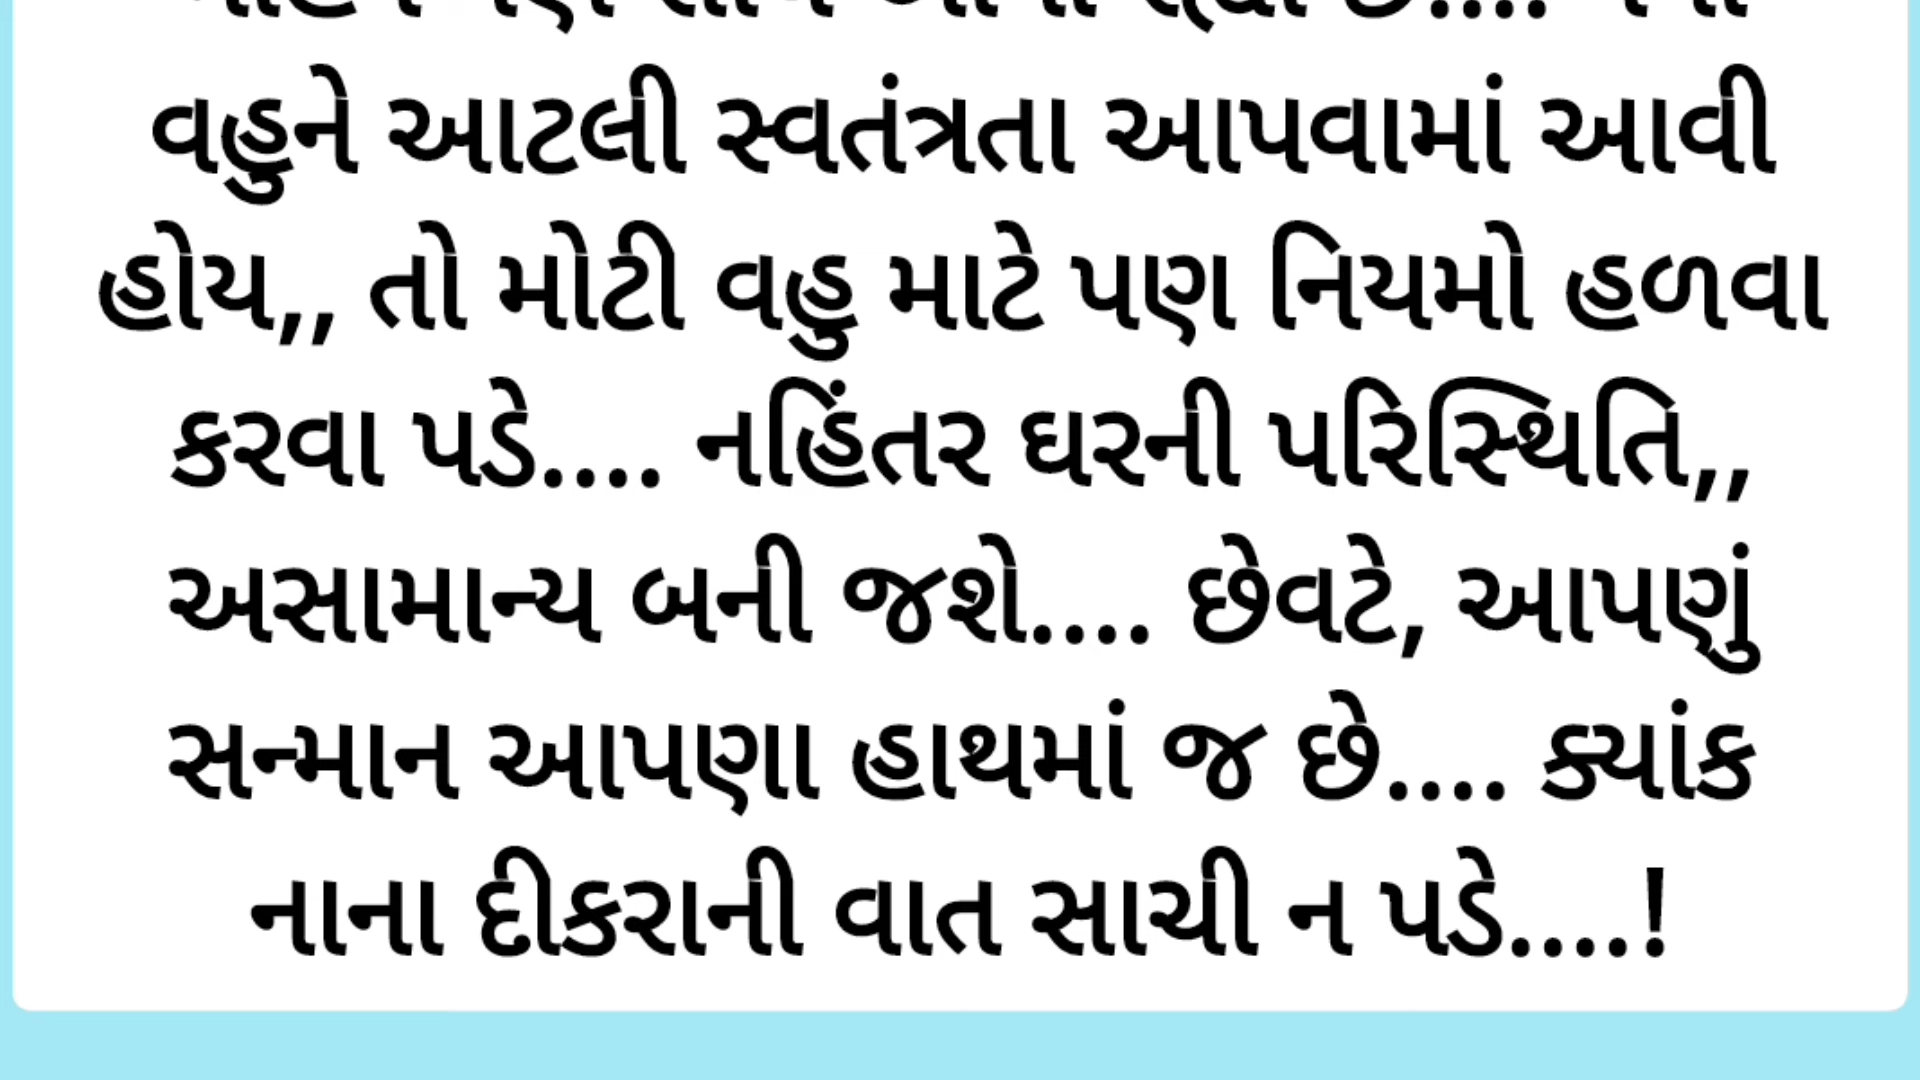 વહુને આટલી સ્વતંત્રતા આપવામાં આવી
હોય,, તો મોટી વહુ માટે પણ નિયમો હળવા
કરવા પડે.... નહિંતર ઘરની પરિસ્થિતિ,,
અસામાન્ય બની જશે.... છેવટે, આપણું
સન્માન આપણા હાથમાં જ છે.... ક્યાંક
નાના દીકરાની વાત સાચી ન પડે....!